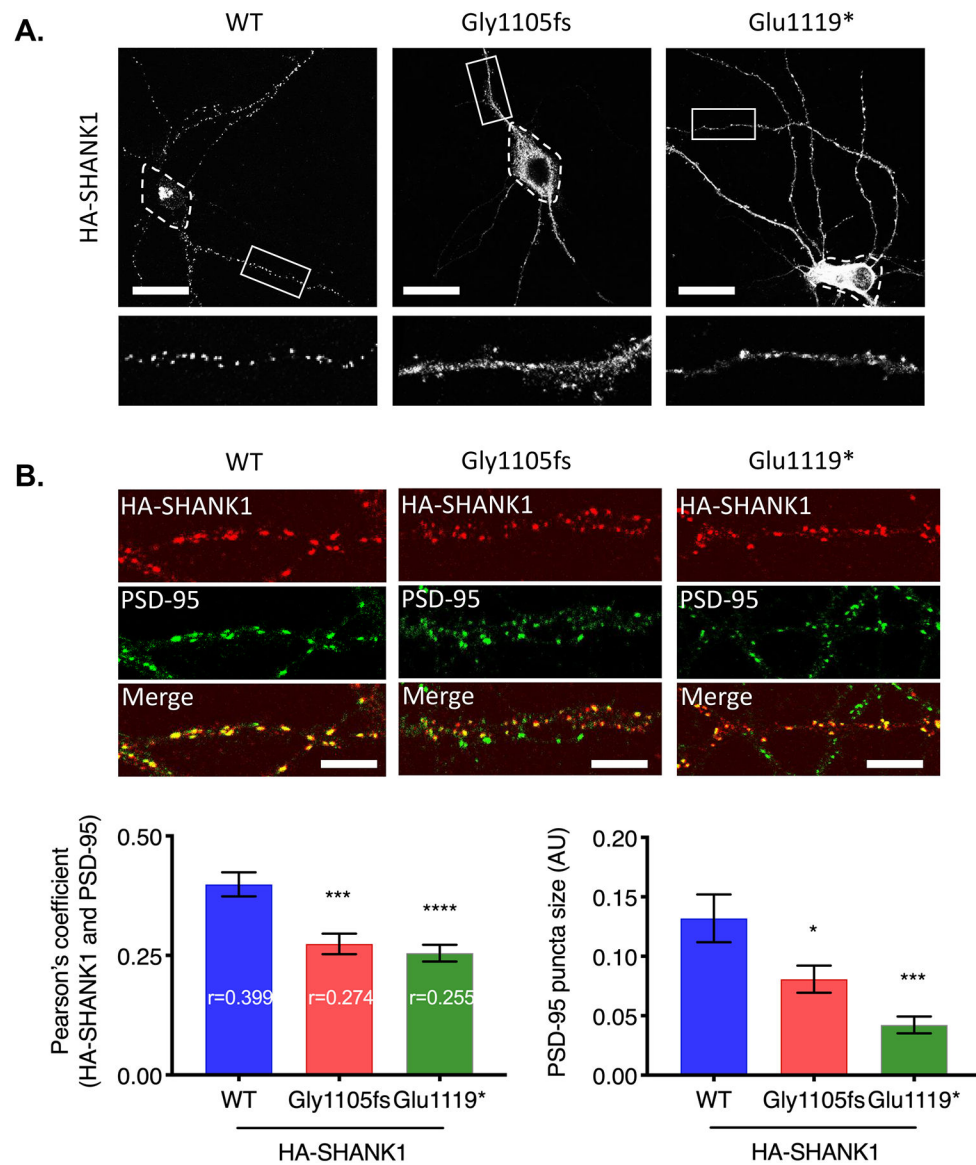 A.
WT
Gly1105fs
Glu1119*
HA-SHANK1
B.
WT
Gly1105fs
Glu1119*
HA-SHANK1
HA-SHANK1
HA-SHANK1
PSD-95
PSD-95
PSD-95
Merge
Merge
Merge
Pearson's coefficient
(HA-SHANK1 and PSD-95)
0.50
0.25
0.00
***
****
r=0.399
r=0.274
r=0.255
WT
Gly1105fs
Glu1119*
HA-SHANK1
PSD-95 puncta size (AU)
0.20
0.15
0.10
0.05
0.00
*
***
WT
Gly1105fs
Glu1119*
HA-SHANK1